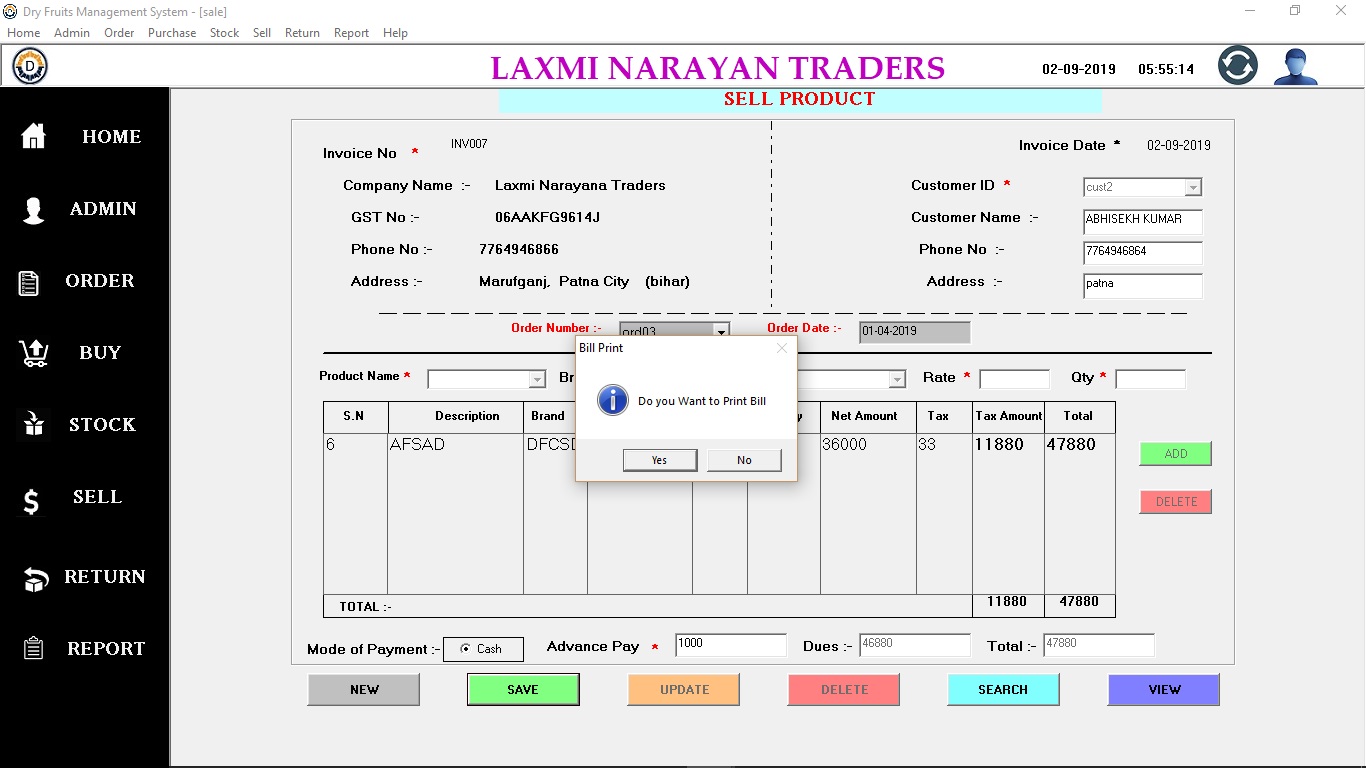 Dry Fruits Management System - [sale]
Home Admin Order Purchase Stock Sell Return Report Help
D LAXMI NARAYAN TRADERS 02-09-2019 05:55:14
SELL PRODUCT
HOME
ADMIN
ORDER
BUY
STOCK
SELL
RETURN
REPORT
Invoice No * INV007 Invoice Date * 02-09-2019
Company Name :- Laxmi Narayana Traders Customer ID * cust2
GST No :- 06AAKFG9614J Customer Name :- ABHISEKH KUMAR
Phone No :- 7764946866 Phone No :- 7764946864
Address :- Marufganj, Patna City (bihar) Address :- patna
Order Number :- ord03 Order Date :- 01-04-2019
Bill Print
Do you Want to Print Bill
Yes No
Product Name * Rate * Qty *
S.N Description Brand Net Amount Tax Tax Amount Total
6 AFSAD 36000 33 11880 47880
ADD
DELETE
TOTAL :- 11880 47880
Mode of Payment :- Cash Advance Pay * 1000 Dues :- 46880 Total :- 47880
NEW SAVE UPDATE DELETE SEARCH VIEW